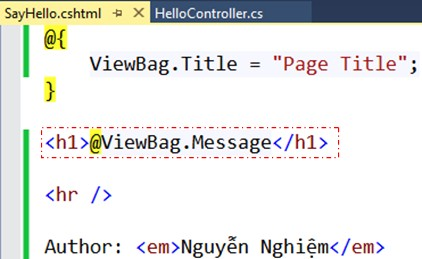 SayHello.cshtml HelloController.cs
@{
ViewBag.Title = "Page Title";
}
<h1>@ViewBag.Message</h1>
<hr />
Author: <em>Nguyễn Nghiệm</em>